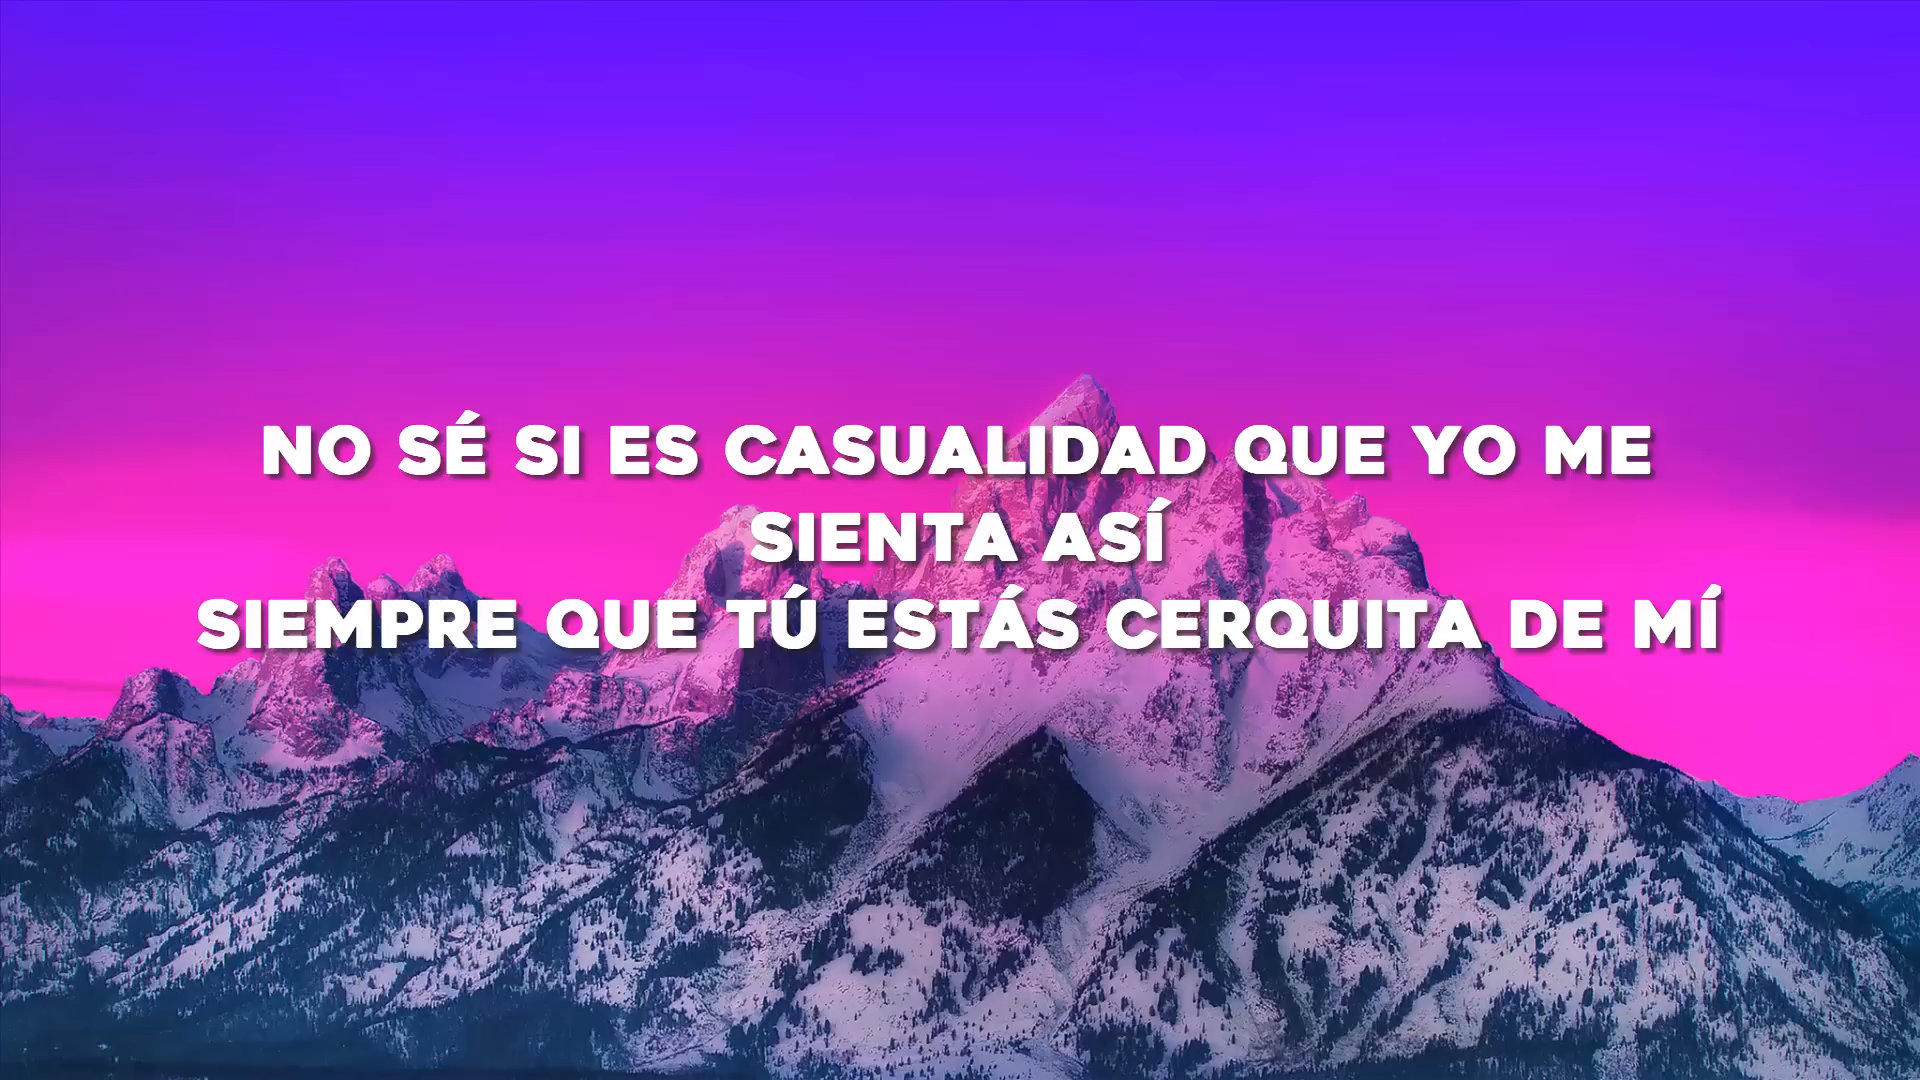 NO SÉ SI ES CASUALIDAD QUE YO ME
SIENTA ASÍ
SIEMPRE QUE TÚ ESTÁS CERQUITA DE MÍ